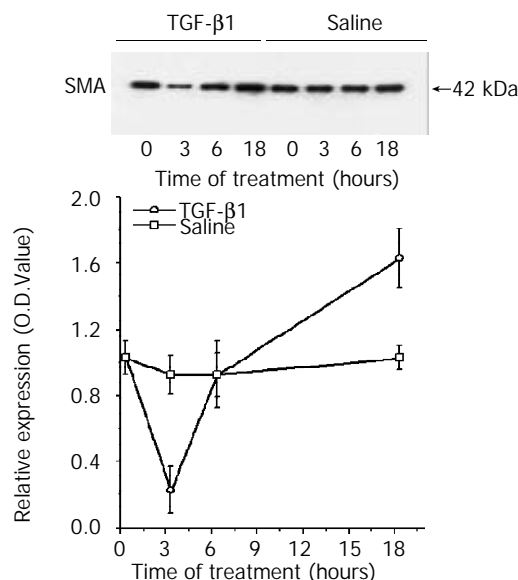 TGF-β1 Saline
SMA ←42 kDa
0 3 6 18 0 3 6 18
Time of treatment (hours)
Relative expression (O.D.Value)
2.0
1.6
1.2
0.8
0.4
0.0
TGF-β1
Saline
0 3 6 9 12 15 18
Time of treatment (hours)